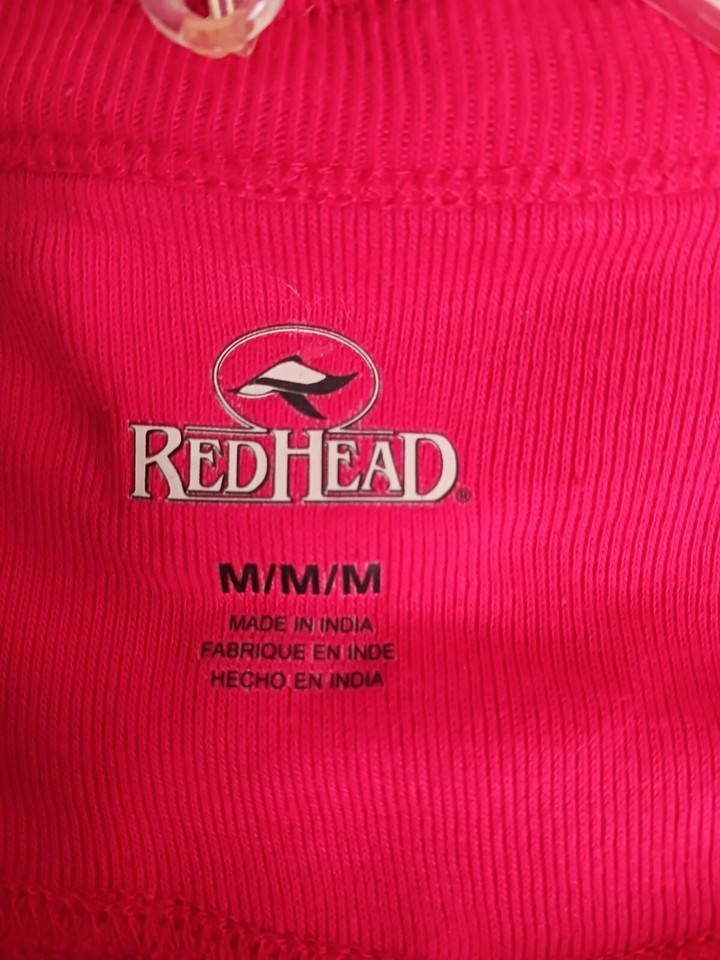 REDHEAD®
M/M/M
MADE IN INDIA
FABRIQUE EN INDE
HECHO EN INDIA